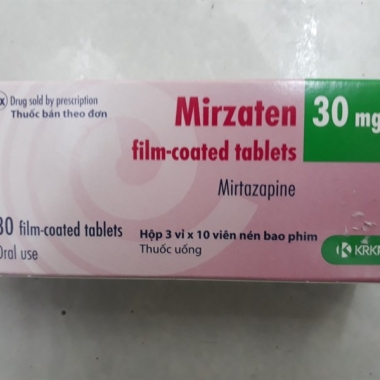 Drug sold by prescription
Thuốc bán theo đơn
Mirzaten 30 mg
film-coated tablets
Mirtazapine
30 film-coated tablets
Oral use
Hộp 3 vỉ x 10 viên nén bao phim
Thuốc uống
KRKA